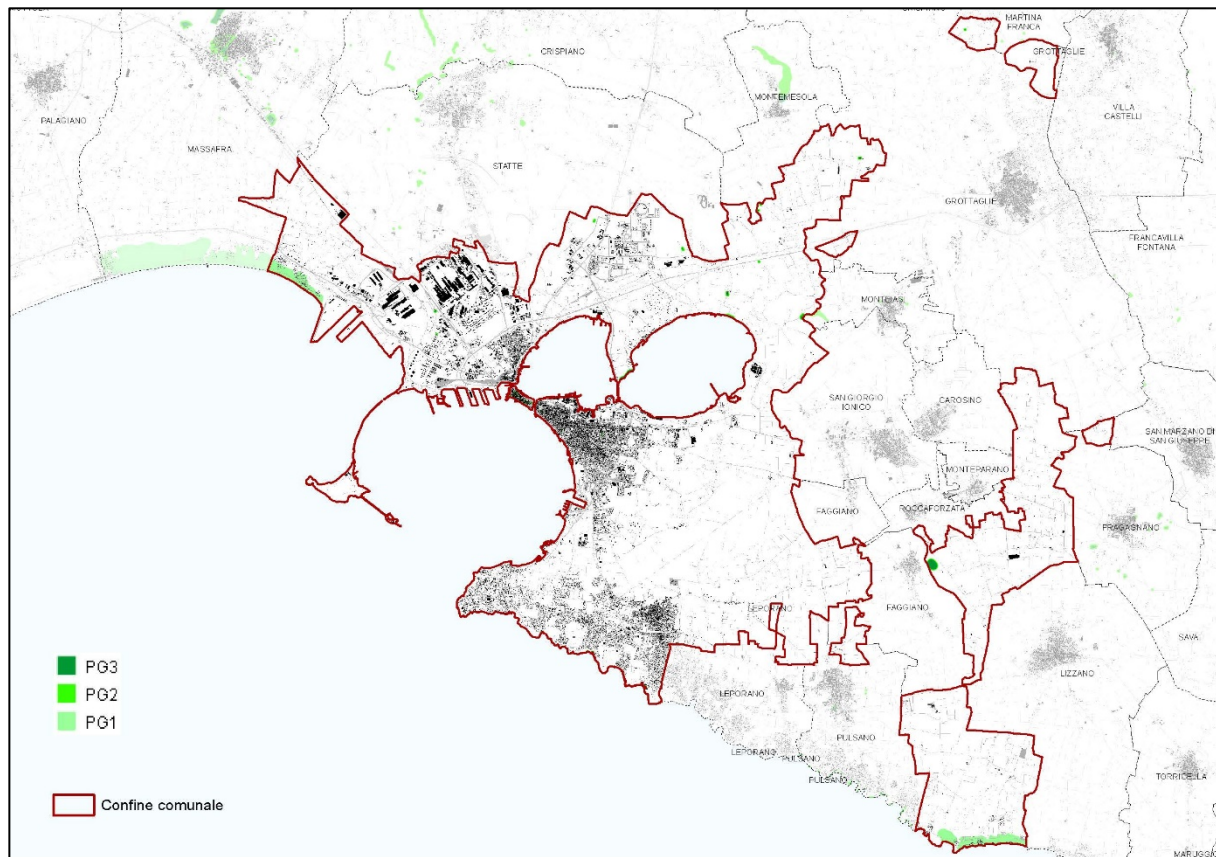 MARTINA
FRANCA
CRISPIANO
GROTTAGLIE
MONTEMESOLA
VILLA
CASTELLI
PALAGIANO
MASSAFRA
STATTE
GROTTAGLIE
FRANCAVILLA
FONTANA
MONTEIASI
SAN GIORGIO
IONICO
CAROSINO
SAN MARZANO DI
SAN GIUSEPPE
MONTEPARANO
FAGGIANO
ROCCAFORZATA
FRAGAGNANO
LEPORANO
FAGGIANO
SAVA
PG3
PG2
PG1
LIZZANO
LEPORANO
PULSANO
LEPORANO
PULSANO
PULSANO
TORRICELLA
Confine comunale